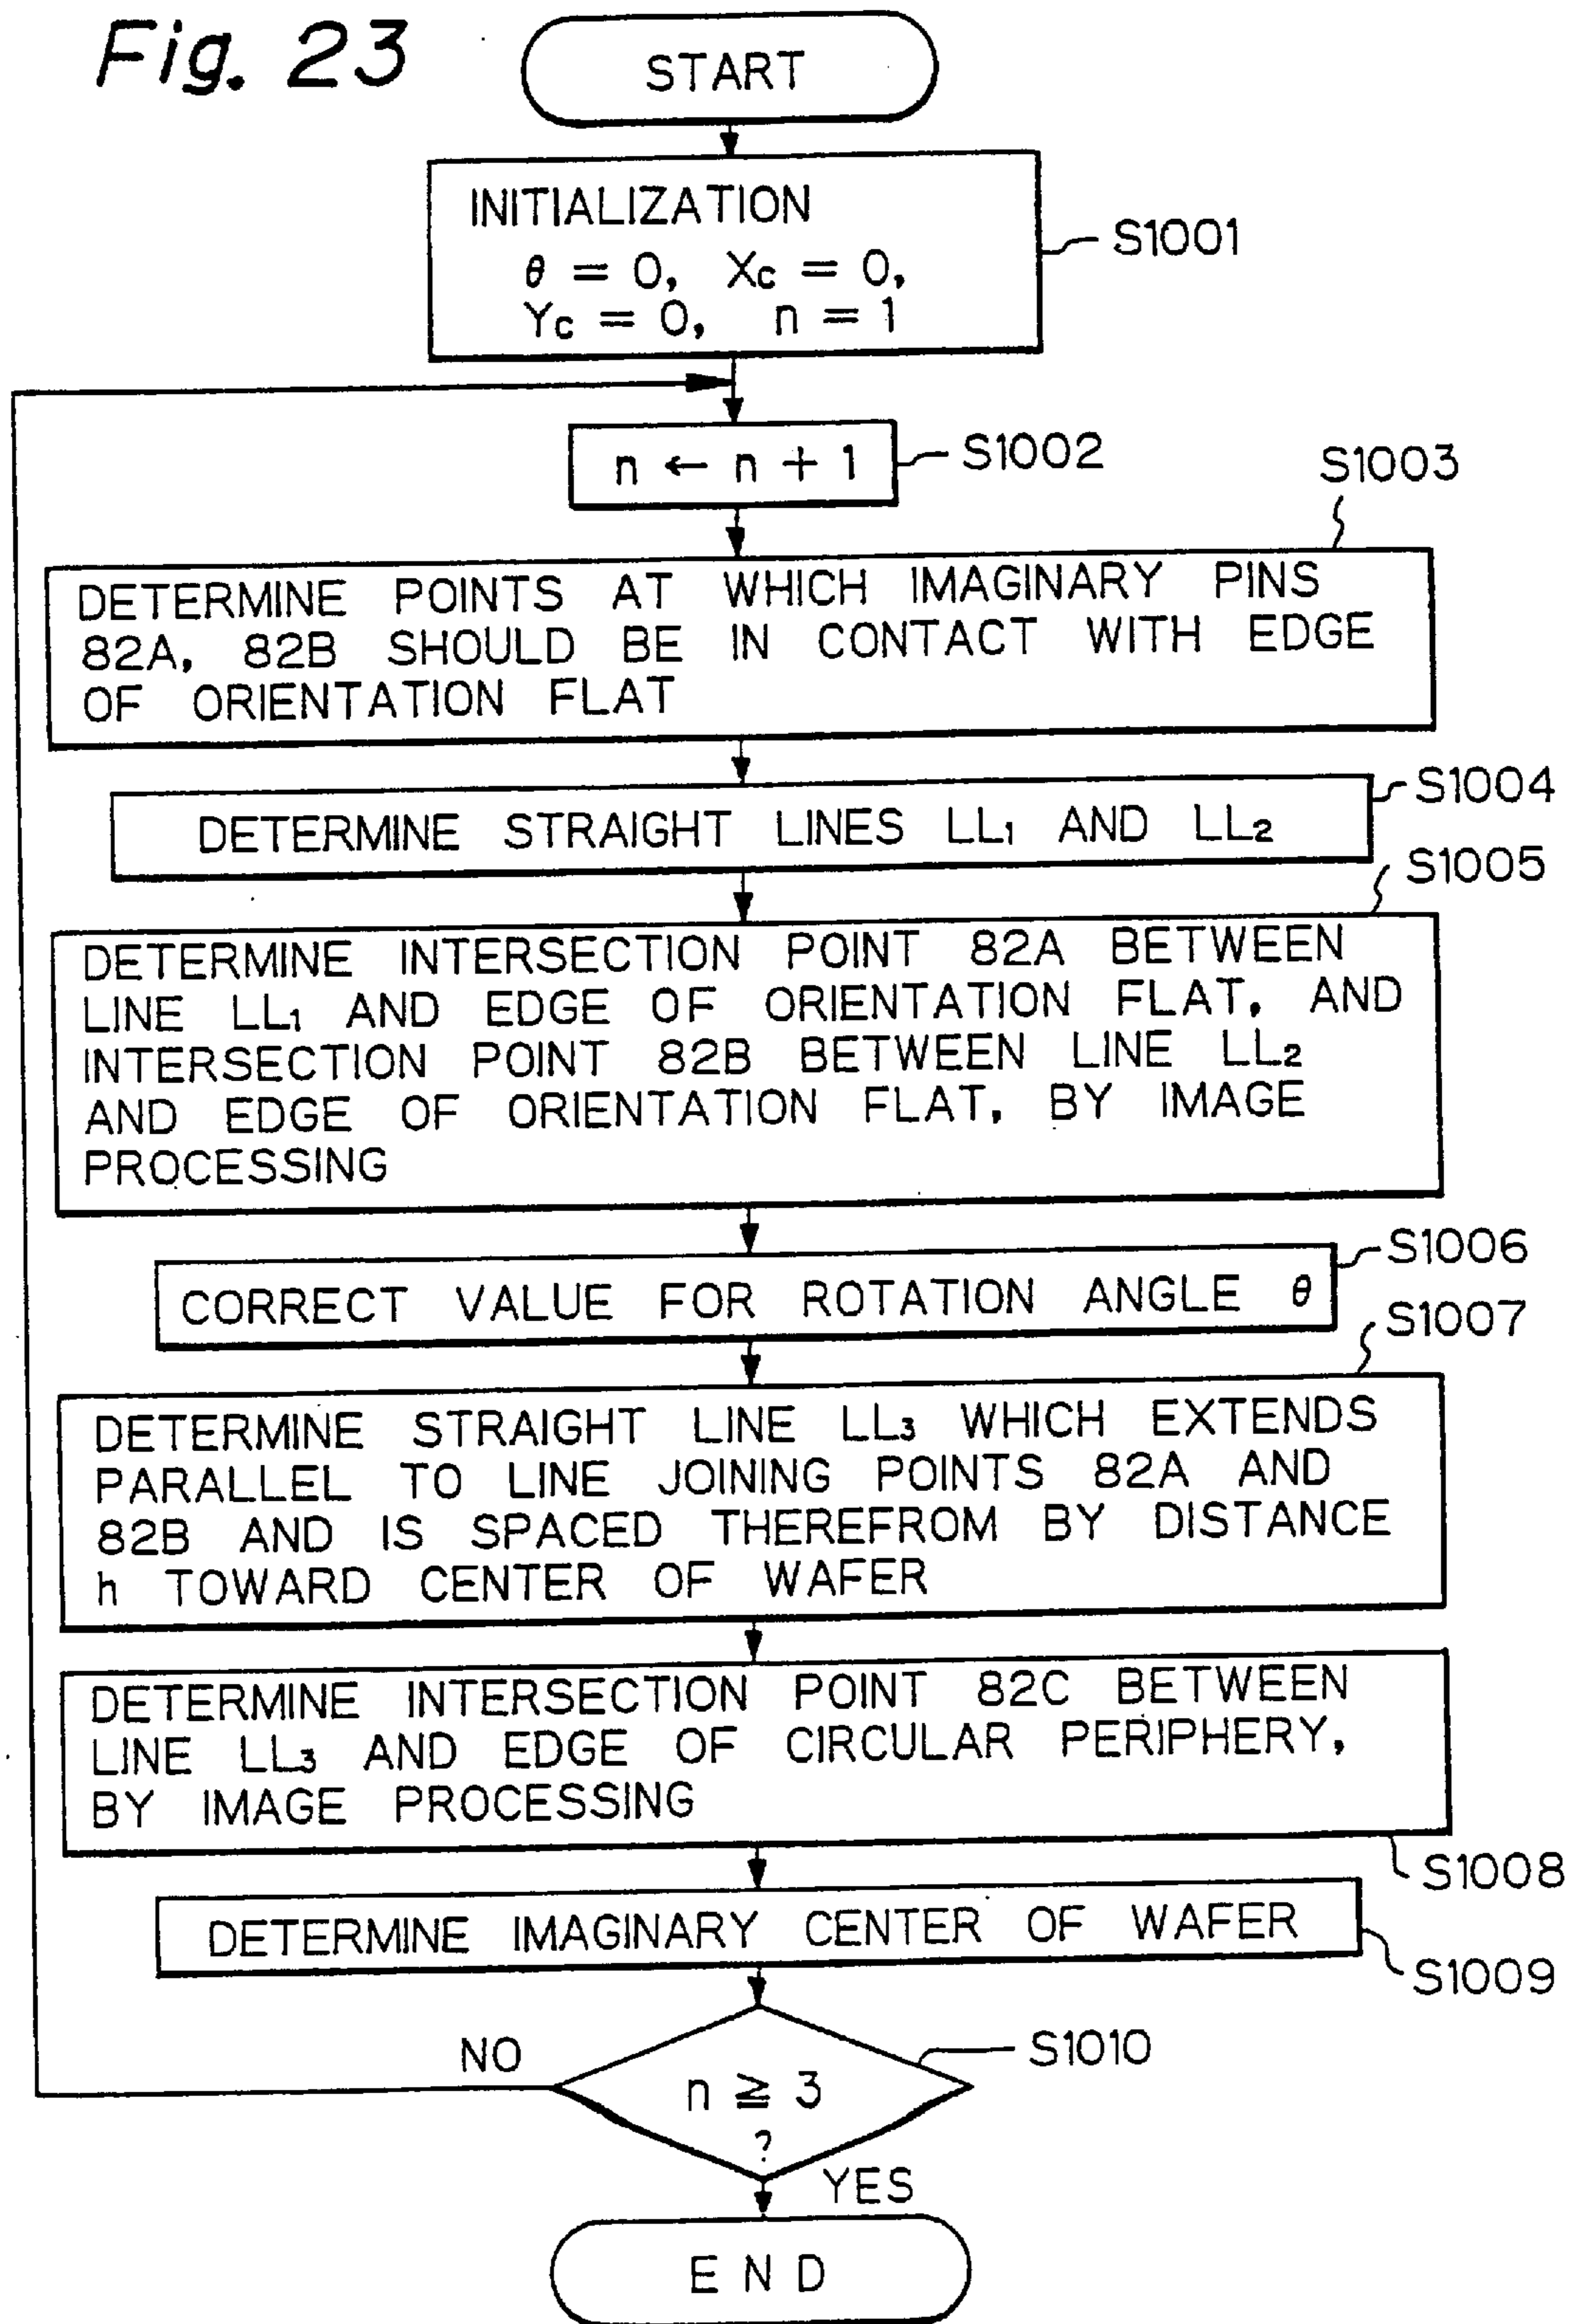 Fig. 23
START
INITIALIZATION
θ = 0, Xc = 0,
Yc = 0, n = 1
S1001
n ← n + 1
S1002
S1003
DETERMINE POINTS AT WHICH IMAGINARY PINS
82A, 82B SHOULD BE IN CONTACT WITH EDGE
OF ORIENTATION FLAT
S1004
DETERMINE STRAIGHT LINES LL₁ AND LL₂
S1005
DETERMINE INTERSECTION POINT 82A BETWEEN
LINE LL₁ AND EDGE OF ORIENTATION FLAT, AND
INTERSECTION POINT 82B BETWEEN LINE LL₂
AND EDGE OF ORIENTATION FLAT, BY IMAGE
PROCESSING
S1006
CORRECT VALUE FOR ROTATION ANGLE θ
S1007
DETERMINE STRAIGHT LINE LL₃ WHICH EXTENDS
PARALLEL TO LINE JOINING POINTS 82A AND
82B AND IS SPACED THEREFROM BY DISTANCE
h TOWARD CENTER OF WAFER
DETERMINE INTERSECTION POINT 82C BETWEEN
LINE LL₃ AND EDGE OF CIRCULAR PERIPHERY,
BY IMAGE PROCESSING
S1008
DETERMINE IMAGINARY CENTER OF WAFER
S1009
NO
S1010
n ≧ 3
?
YES
END